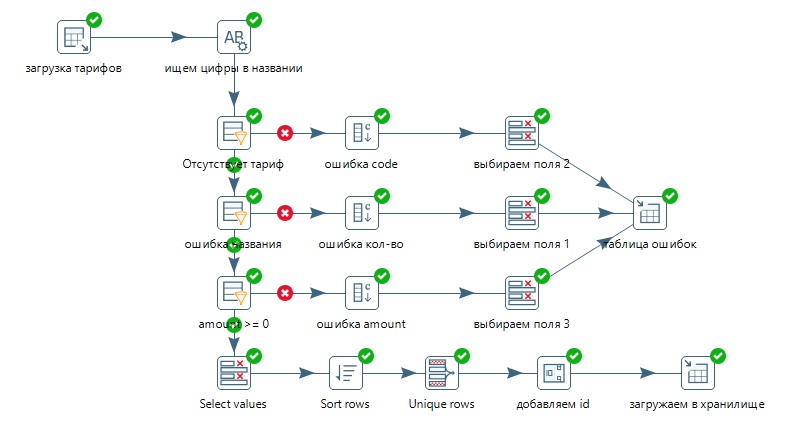 загрузка тарифов
ищем цифры в названии
Отсутствует тариф
ошибка code
выбираем поля 2
ошибка названия
ошибка кол-во
выбираем поля 1
таблица ошибок
amount >= 0
ошибка amount
выбираем поля 3
Select values
Sort rows
Unique rows
добавляем id
загружаем в хранилище